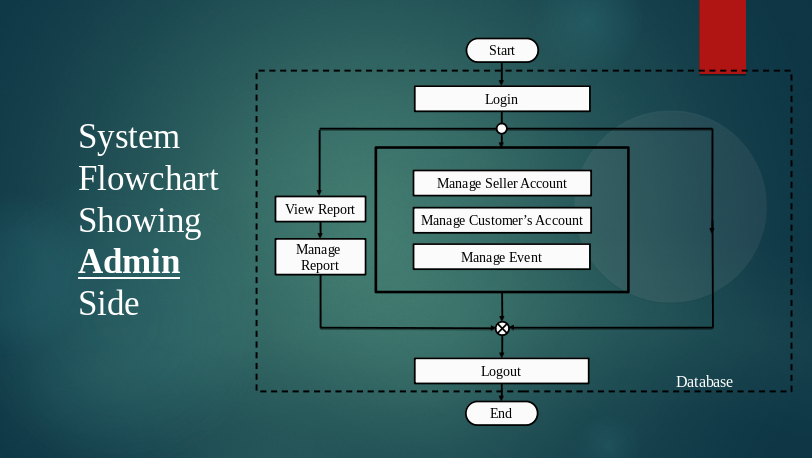 System
Flowchart
Showing
Admin
Side
Start
Login
Manage Seller Account
Manage Customer’s Account
Manage Event
View Report
Manage
Report
Logout
Database
End